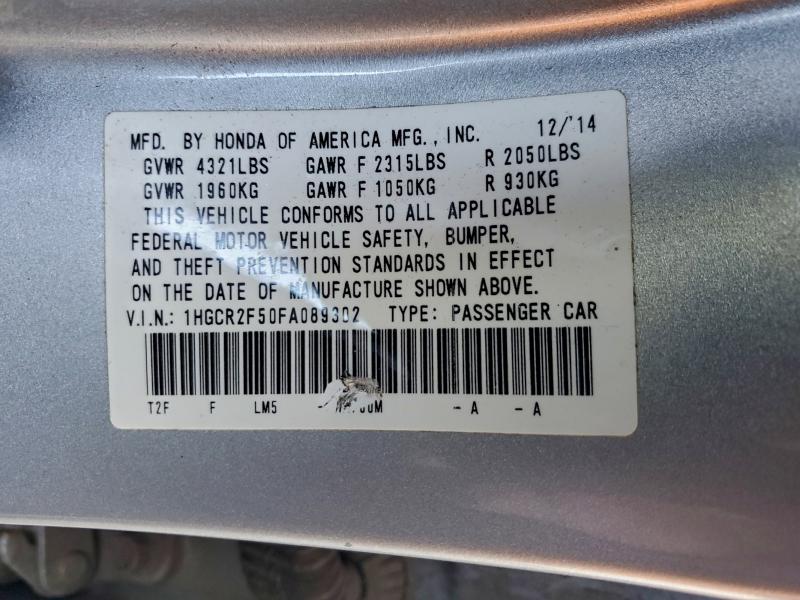 MFD. BY HONDA OF AMERICA MFG., INC. 12/'14
GVWR 4321LBS GAWR F 2315LBS R 2050LBS
GVWR 1960KG GAWR F 1050KG R 930KG
THIS VEHICLE CONFORMS TO ALL APPLICABLE
FEDERAL MOTOR VEHICLE SAFETY, BUMPER,
AND THEFT PREVENTION STANDARDS IN EFFECT
ON THE DATE OF MANUFACTURE SHOWN ABOVE.
V.I.N.: 1HGCR2F50FA089302 TYPE: PASSENGER CAR
T2F F LM5 - A - A